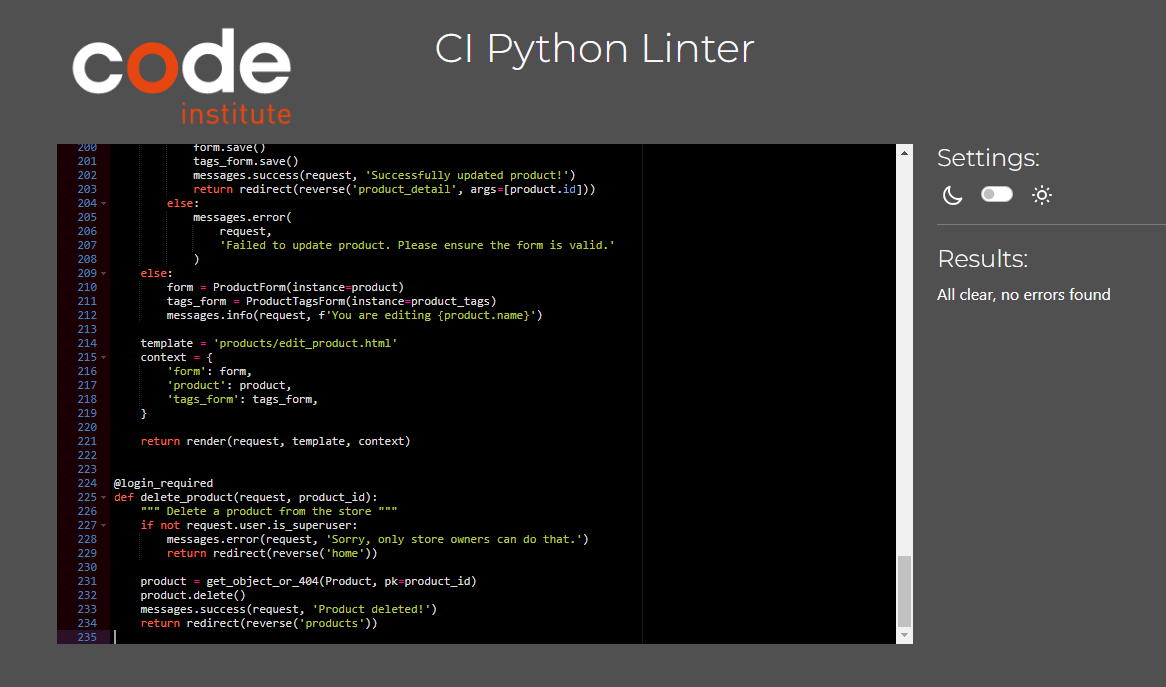 code
institute
CI Python Linter
200 form.save()
201 tags_form.save()
202 messages.success(request, 'Successfully updated product!')
203 return redirect(reverse('product_detail', args=[product.id]))
204 else:
205 messages.error(
206 request,
207 'Failed to update product. Please ensure the form is valid.'
208 )
209 else:
210 form = ProductForm(instance=product)
211 tags_form = ProductTagsForm(instance=product_tags)
212 messages.info(request, f'You are editing {product.name}')
213
214 template = 'products/edit_product.html'
215 context = {
216 'form': form,
217 'product': product,
218 'tags_form': tags_form,
219 }
220
221 return render(request, template, context)
222
223
224 @login_required
225 def delete_product(request, product_id):
226 """ Delete a product from the store """
227 if not request.user.is_superuser:
228 messages.error(request, 'Sorry, only store owners can do that.')
229 return redirect(reverse('home'))
230
231 product = get_object_or_404(Product, pk=product_id)
232 product.delete()
233 messages.success(request, 'Product deleted!')
234 return redirect(reverse('products'))
235
Settings:
Results:
All clear, no errors found